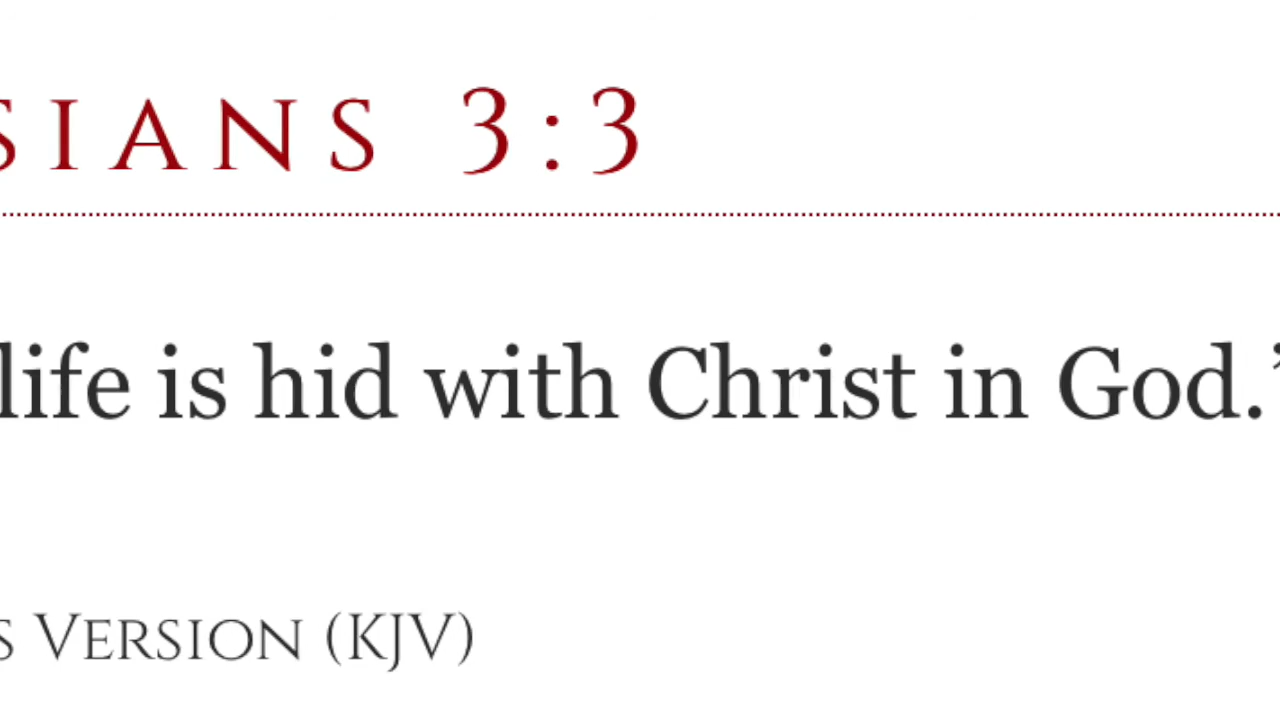 SIANS 3:3
life is hid with Christ in God.’
s Version (KJV)